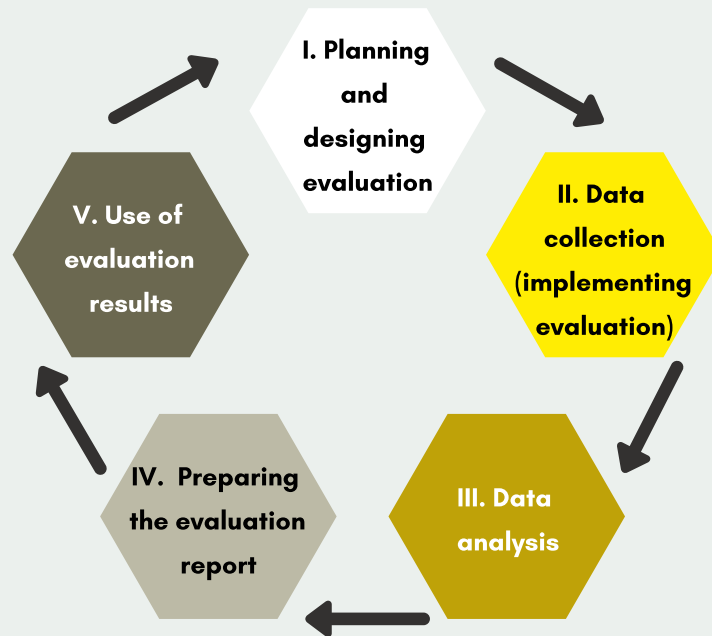 I. Planning
and
designing
evaluation
II. Data
collection
(implementing
evaluation)
III. Data
analysis
IV. Preparing
the evaluation
report
V. Use of
evaluation
results